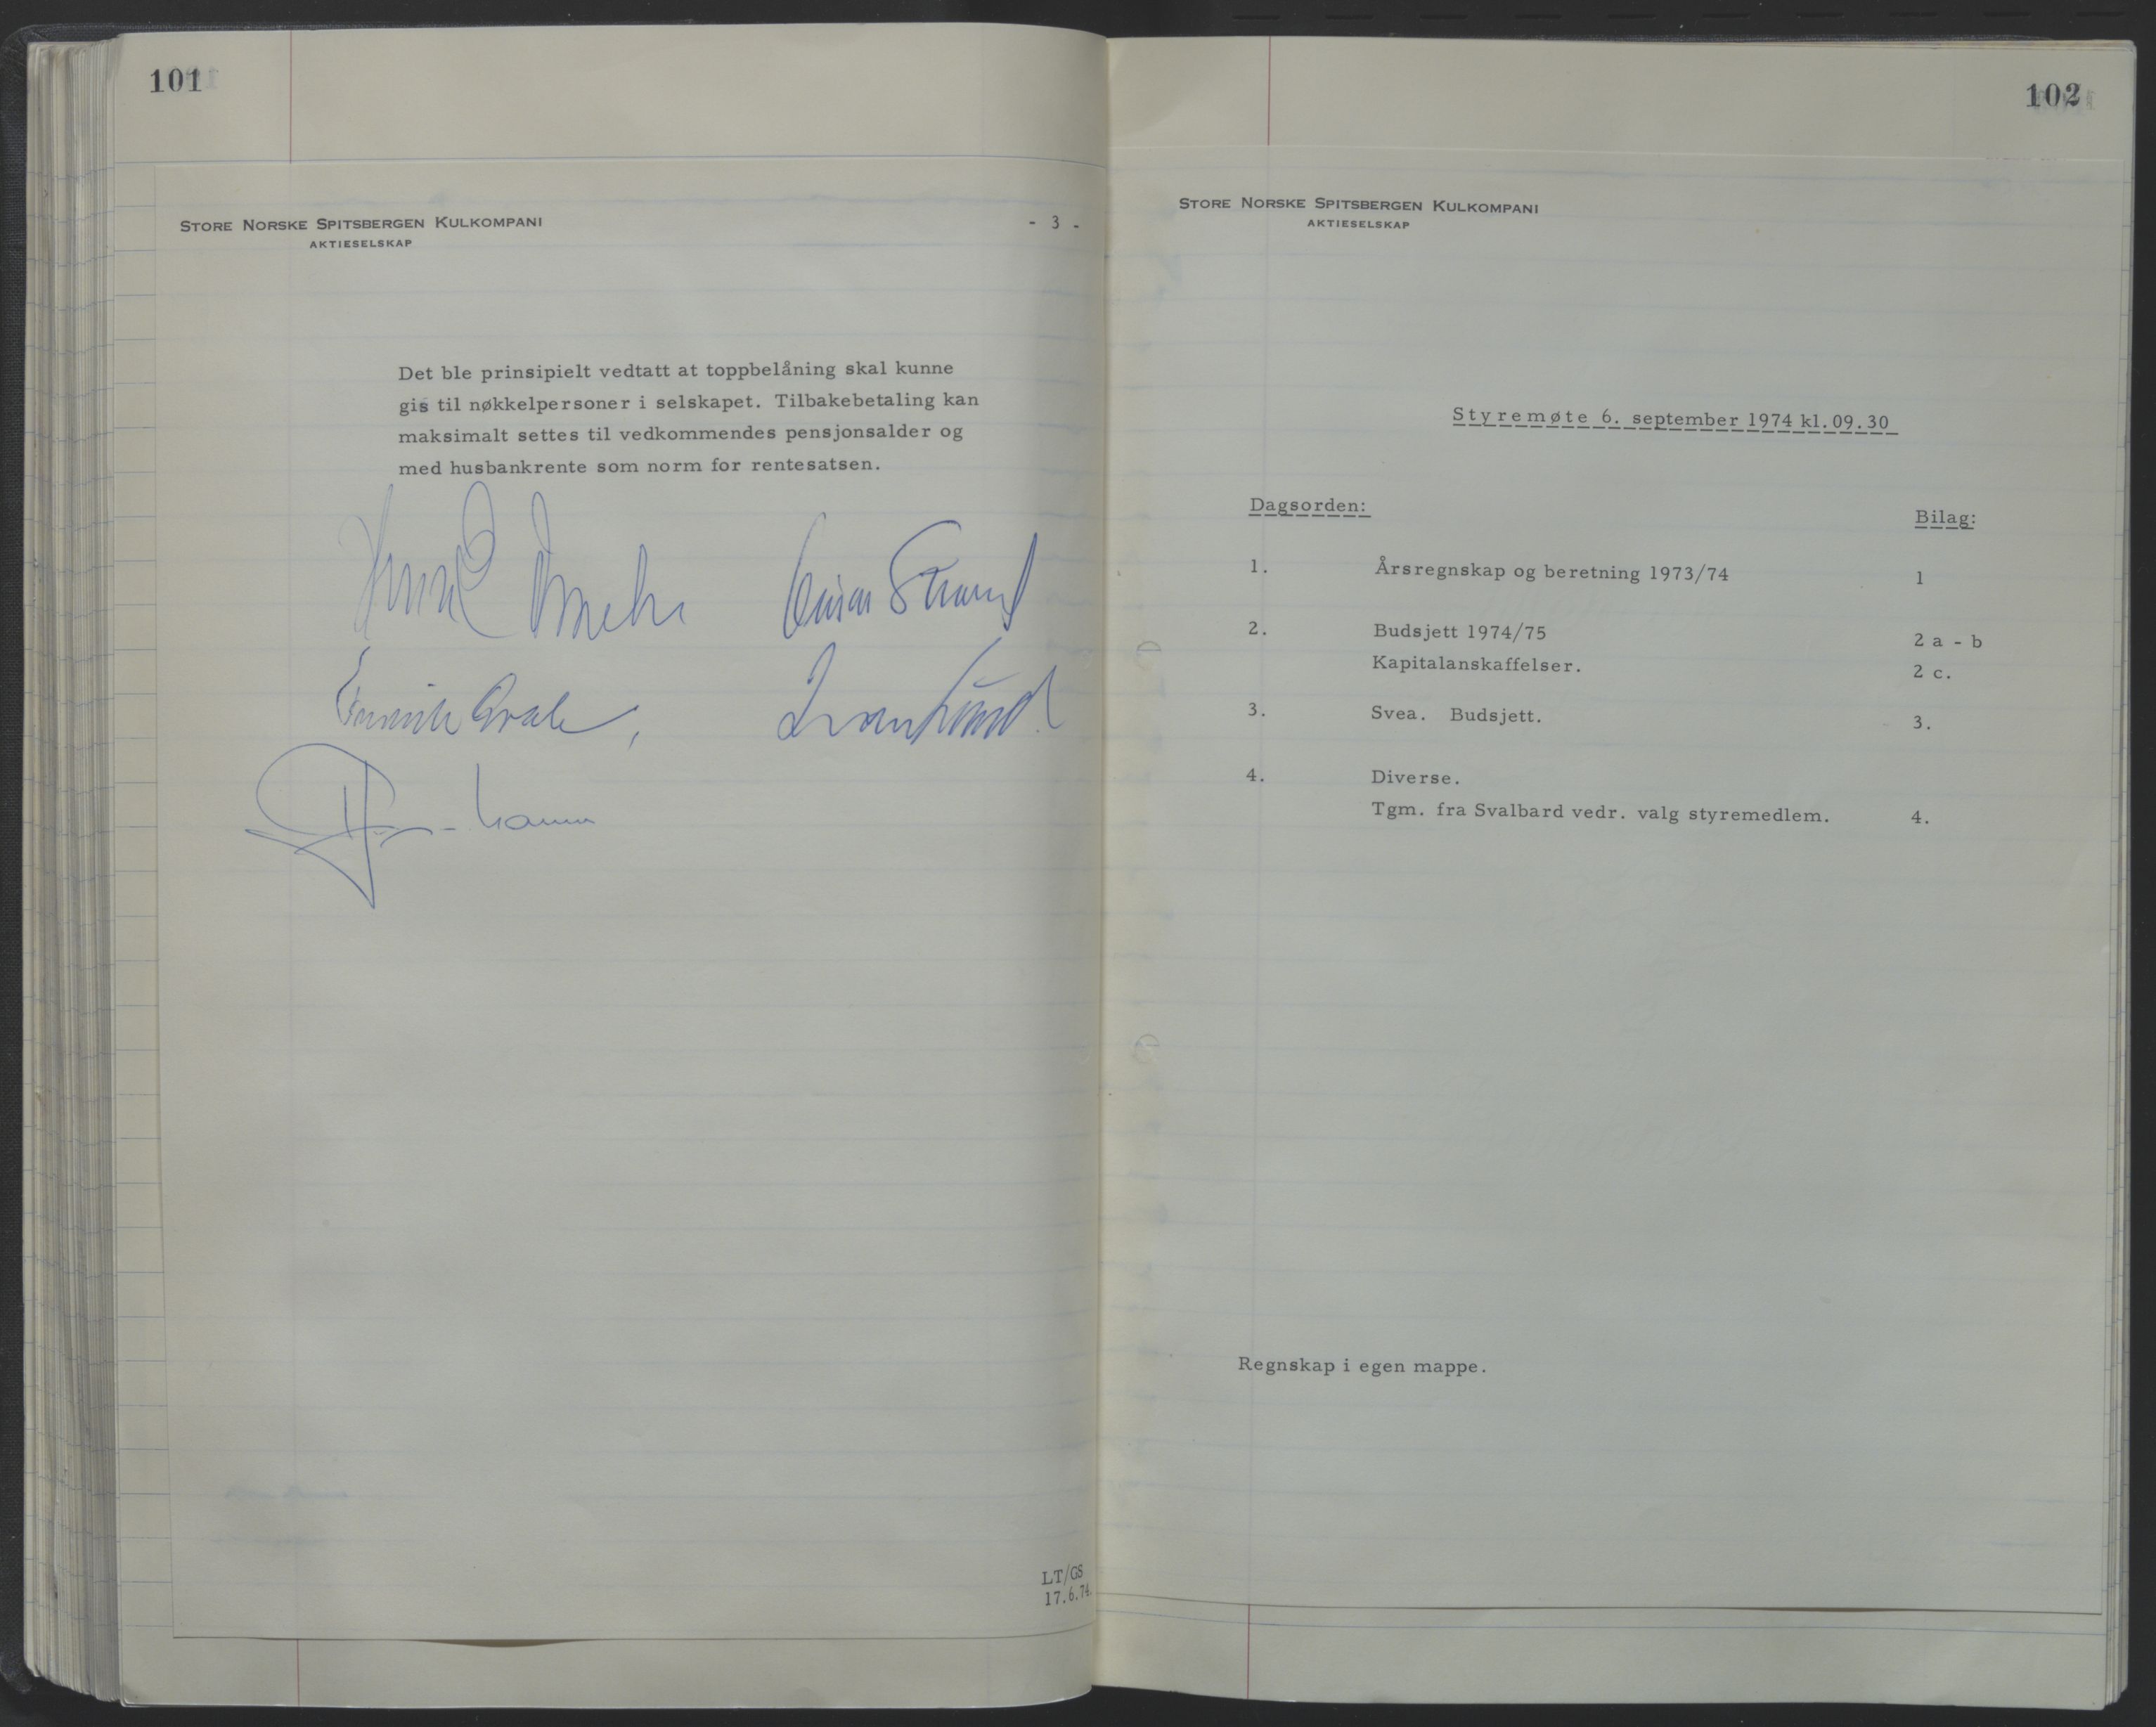 101
STORE NORSKE SPITSBERGEN KULKOMPANI
AKTIESELSKAP
- 3 -
Det ble prinsipielt vedtatt at toppbelåning skal kunne
gis til nøkkelpersoner i selskapet. Tilbakebetaling kan
maksimalt settes til vedkommendes pensjonsalder og
med husbankrente som norm for rentesatsen.
LT/GS
17.6.74.
102
STORE NORSKE SPITSBERGEN KULKOMPANI
AKTIESELSKAP
Styremøte 6. september 1974 kl. 09.30
Dagsorden: Bilag:
1. Årsregnskap og beretning 1973/74 1
2. Budsjett 1974/75 2 a - b
Kapitalanskaffelser. 2 c.
3. Svea. Budsjett. 3.
4. Diverse.
Tgm. fra Svalbard vedr. valg styremedlem. 4.
Regnskap i egen mappe.